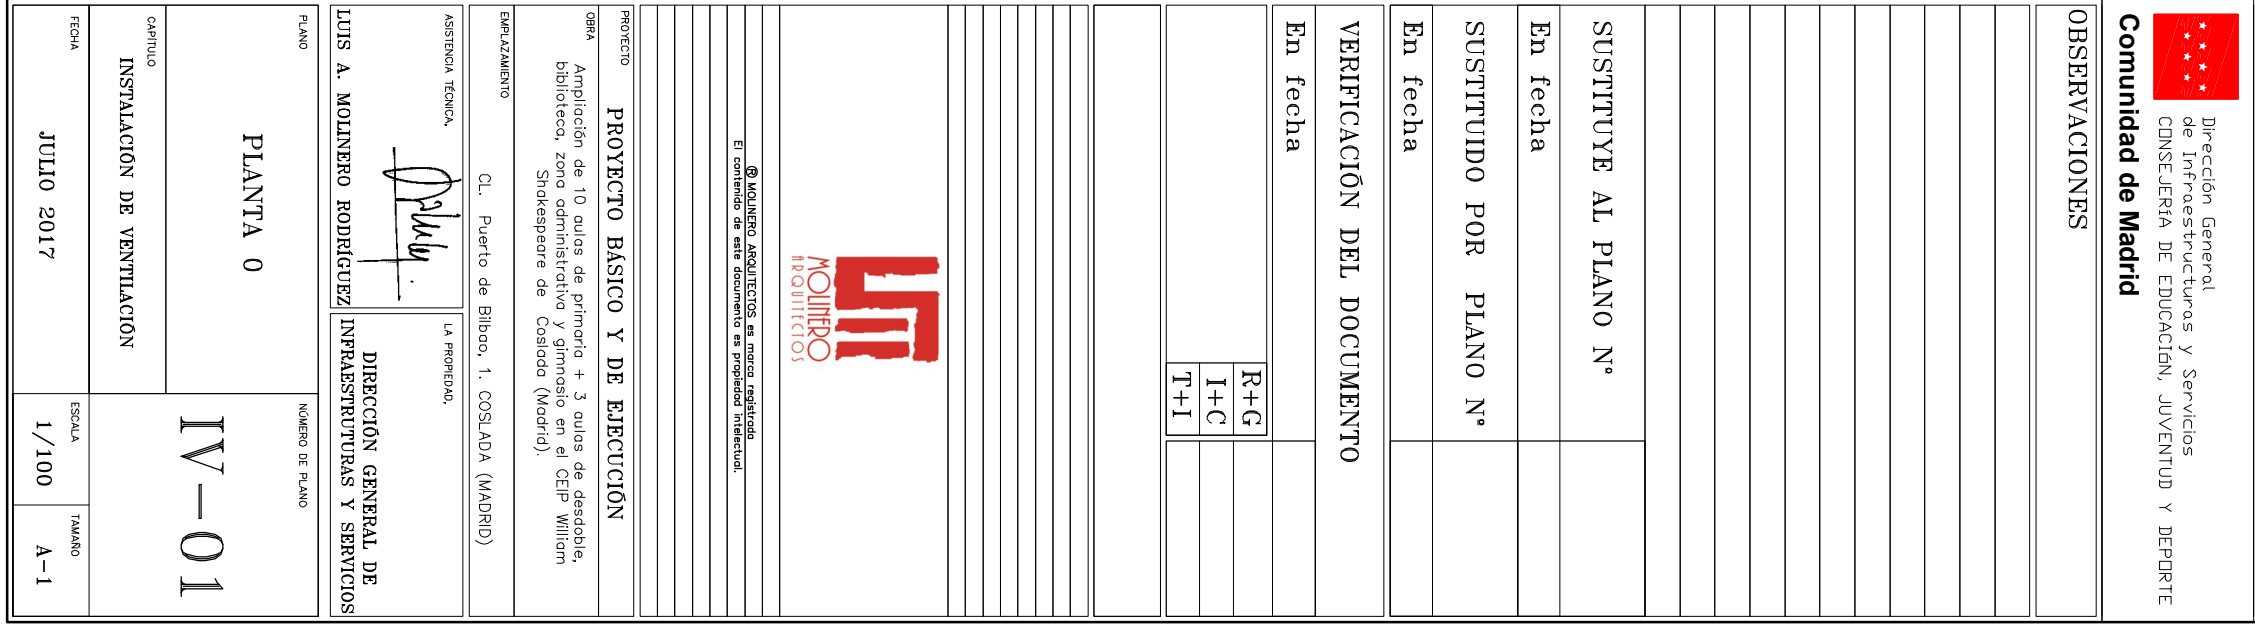 Dirección General
de Infraestructuras y Servicios
CONSEJERÍA DE EDUCACIÓN, JUVENTUD Y DEPORTE
Comunidad de Madrid
OBSERVACIONES
SUSTITUYE AL PLANO Nº
En fecha
SUSTITUIDO POR PLANO Nº
En fecha
VERIFICACIÓN DEL DOCUMENTO
En fecha
R+G
I+C
T+I
MOLINERO
ARQUITECTOS
® MOLINERO ARQUITECTOS es marca registrada
El contenido de este documento es propiedad intelectual.
PROYECTO
PROYECTO BÁSICO Y DE EJECUCIÓN
OBRA
Ampliación de 10 aulas de primaria + 3 aulas de desdoble,
biblioteca, zona administrativa y gimnasio en el CEIP William
Shakespeare de Coslada (Madrid).
EMPLAZAMIENTO
CL. Puerto de Bilbao, 1. COSLADA (MADRID)
ASISTENCIA TÉCNICA,
LUIS A. MOLINERO RODRÍGUEZ
LA PROPIEDAD,
DIRECCIÓN GENERAL DE
INFRAESTRUTURAS Y SERVICIOS
PLANO
PLANTA 0
NÚMERO DE PLANO
IV-01
CAPÍTULO
INSTALACIÓN DE VENTILACIÓN
FECHA
JULIO 2017
ESCALA
1/100
TAMAÑO
A-1